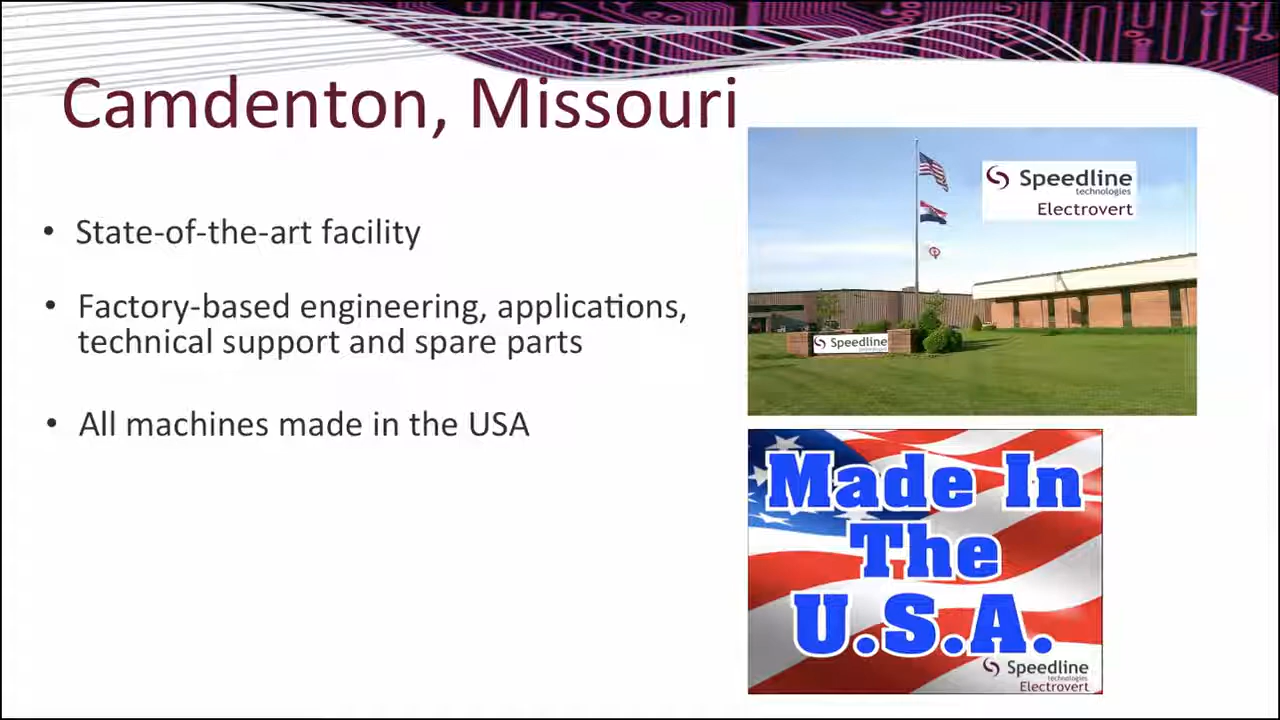 Camdenton, Missouri
• State-of-the-art facility
• Factory-based engineering, applications,
technical support and spare parts
• All machines made in the USA
Speedline
technologies
Electrovert
Speedline
Made In
The
U.S.A.
Speedline
technologies
Electrovert